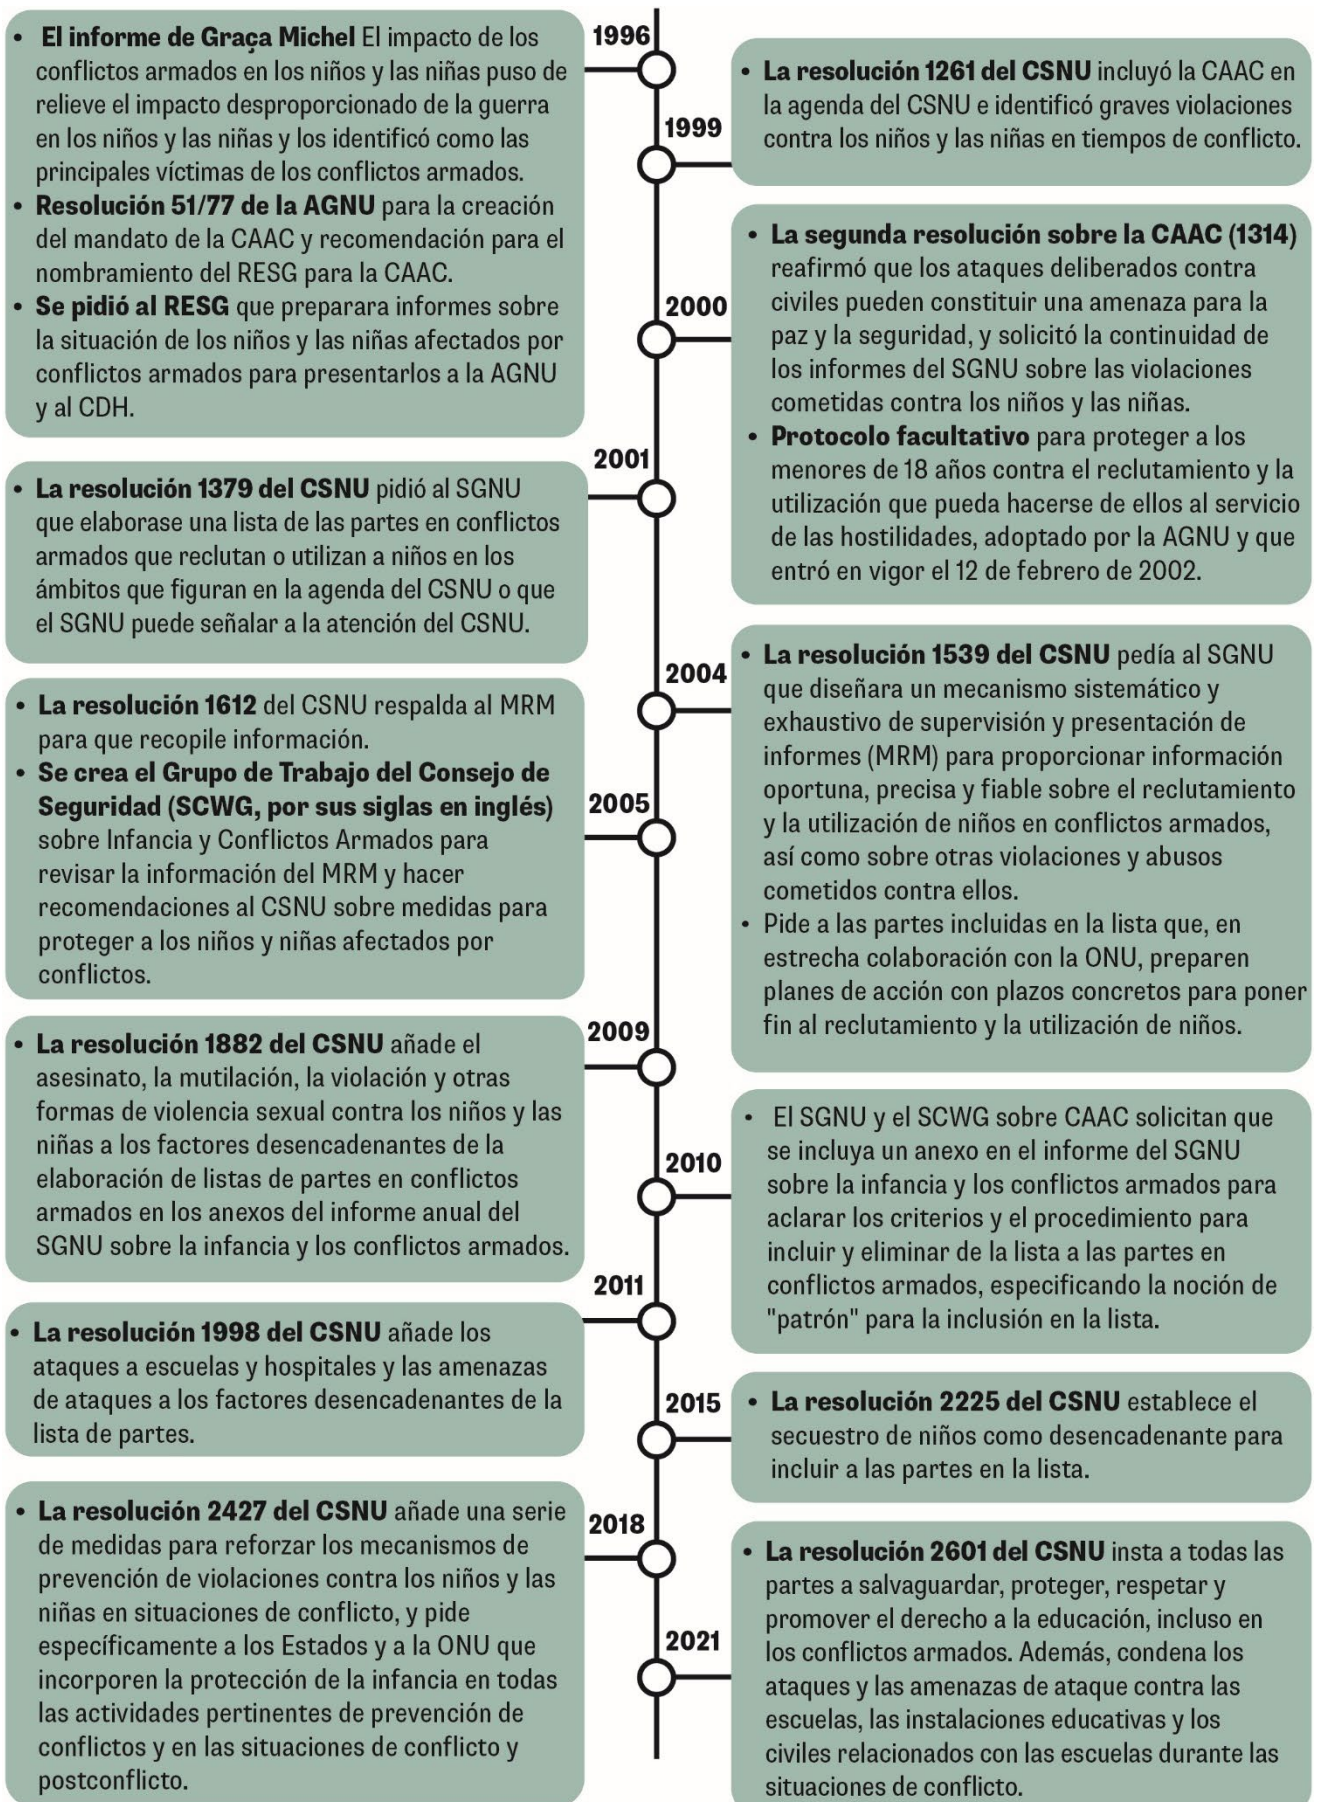 1996
• El informe de Graça Michel El impacto de los
conflictos armados en los niños y las niñas puso de
relieve el impacto desproporcionado de la guerra
en los niños y las niñas y los identificó como las
principales víctimas de los conflictos armados.
• Resolución 51/77 de la AGNU para la creación
del mandato de la CAAC y recomendación para el
nombramiento del RESG para la CAAC.
• Se pidió al RESG que preparara informes sobre
la situación de los niños y las niñas afectados por
conflictos armados para presentarlos a la AGNU
y al CDH.
1999
• La resolución 1261 del CSNU incluyó la CAAC en
la agenda del CSNU e identificó graves violaciones
contra los niños y las niñas en tiempos de conflicto.
2000
• La segunda resolución sobre la CAAC (1314)
reafirmó que los ataques deliberados contra
civiles pueden constituir una amenaza para la
paz y la seguridad, y solicitó la continuidad de
los informes del SGNU sobre las violaciones
cometidas contra los niños y las niñas.
• Protocolo facultativo para proteger a los
menores de 18 años contra el reclutamiento y la
utilización que pueda hacerse de ellos al servicio
de las hostilidades, adoptado por la AGNU y que
entró en vigor el 12 de febrero de 2002.
2001
• La resolución 1379 del CSNU pidió al SGNU
que elaborase una lista de las partes en conflictos
armados que reclutan o utilizan a niños en los
ámbitos que figuran en la agenda del CSNU o que
el SGNU puede señalar a la atención del CSNU.
2004
• La resolución 1539 del CSNU pedía al SGNU
que diseñara un mecanismo sistemático y
exhaustivo de supervisión y presentación de
informes (MRM) para proporcionar información
oportuna, precisa y fiable sobre el reclutamiento
y la utilización de niños en conflictos armados,
así como sobre otras violaciones y abusos
cometidos contra ellos.
• Pide a las partes incluidas en la lista que, en
estrecha colaboración con la ONU, preparen
planes de acción con plazos concretos para poner
fin al reclutamiento y la utilización de niños.
2005
• La resolución 1612 del CSNU respalda al MRM
para que recopile información.
• Se crea el Grupo de Trabajo del Consejo de
Seguridad (SCWG, por sus siglas en inglés)
sobre Infancia y Conflictos Armados para
revisar la información del MRM y hacer
recomendaciones al CSNU sobre medidas para
proteger a los niños y niñas afectados por
conflictos.
2009
• La resolución 1882 del CSNU añade el
asesinato, la mutilación, la violación y otras
formas de violencia sexual contra los niños y las
niñas a los factores desencadenantes de la
elaboración de listas de partes en conflictos
armados en los anexos del informe anual del
SGNU sobre la infancia y los conflictos armados.
2010
• El SGNU y el SCWG sobre CAAC solicitan que
se incluya un anexo en el informe del SGNU
sobre la infancia y los conflictos armados para
aclarar los criterios y el procedimiento para
incluir y eliminar de la lista a las partes en
conflictos armados, especificando la noción de
"patrón" para la inclusión en la lista.
2011
• La resolución 1998 del CSNU añade los
ataques a escuelas y hospitales y las amenazas
de ataques a los factores desencadenantes de la
lista de partes.
2015
• La resolución 2225 del CSNU establece el
secuestro de niños como desencadenante para
incluir a las partes en la lista.
2018
• La resolución 2427 del CSNU añade una serie
de medidas para reforzar los mecanismos de
prevención de violaciones contra los niños y las
niñas en situaciones de conflicto, y pide
específicamente a los Estados y a la ONU que
incorporen la protección de la infancia en todas
las actividades pertinentes de prevención de
conflictos y en las situaciones de conflicto y
postconflicto.
2021
• La resolución 2601 del CSNU insta a todas las
partes a salvaguardar, proteger, respetar y
promover el derecho a la educación, incluso en
los conflictos armados. Además, condena los
ataques y las amenazas de ataque contra las
escuelas, las instalaciones educativas y los
civiles relacionados con las escuelas durante las
situaciones de conflicto.